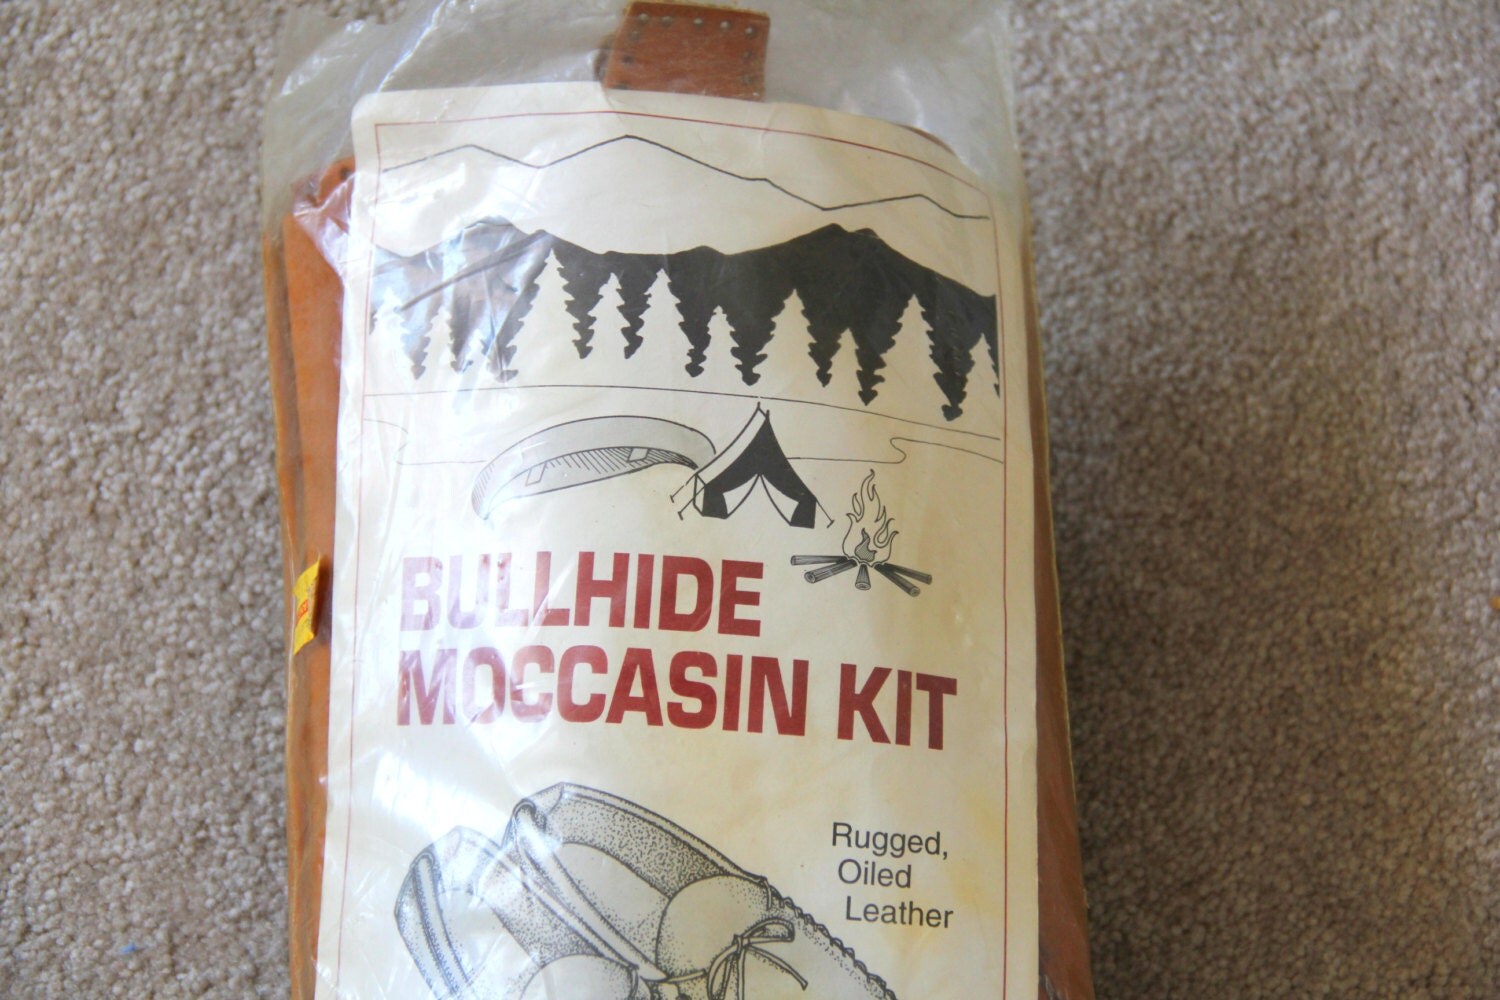 BULLHIDE
MOCCASIN KIT
Rugged,
Oiled
Leather